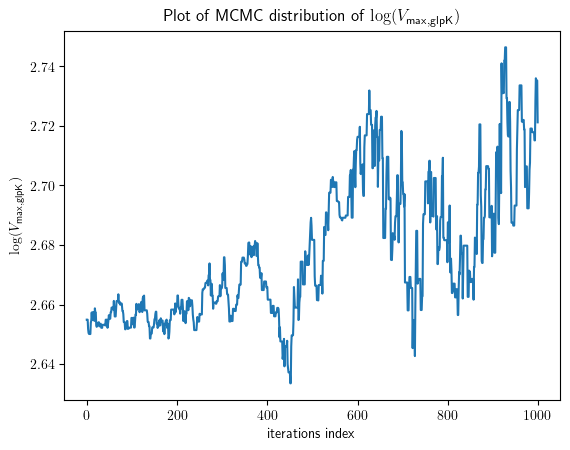 Plot of MCMC distribution of log(V_max,glpK)
log(V_max,glpK)
2.74
2.72
2.70
2.68
2.66
2.64
0 200 400 600 800 1000
iterations index